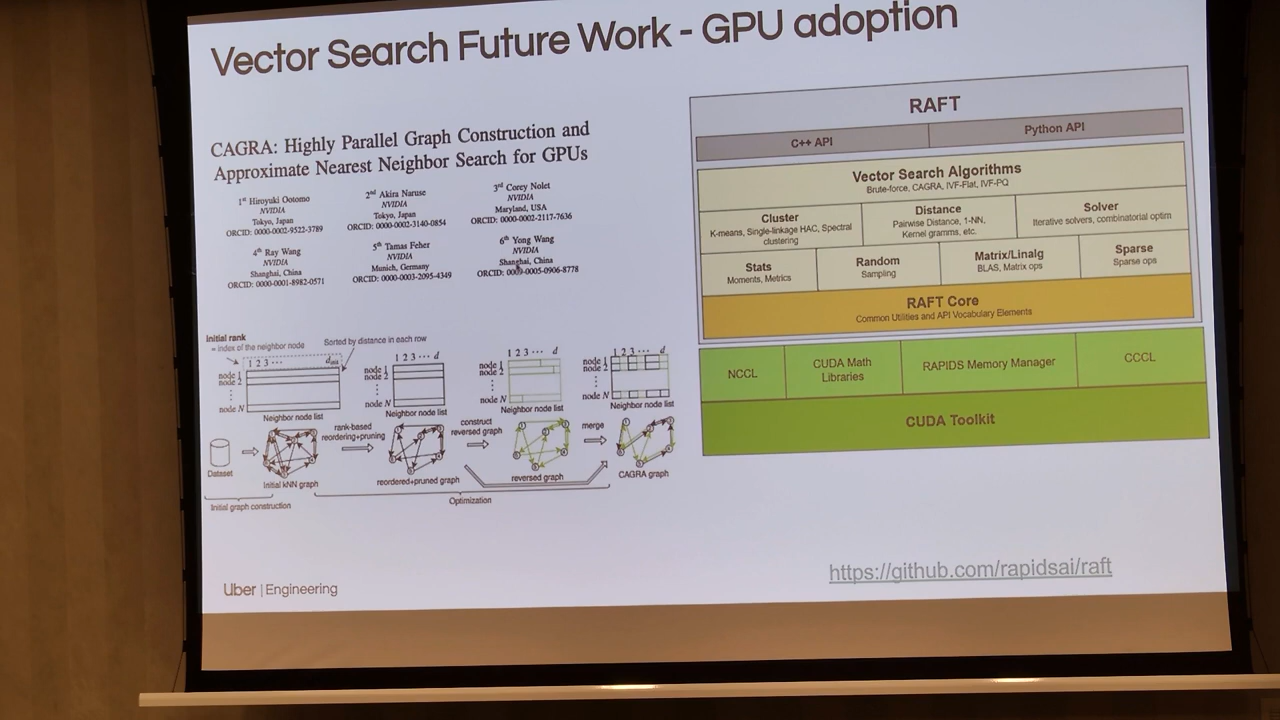 Vector Search Future Work - GPU adoption
CAGRA: Highly Parallel Graph Construction and
Approximate Nearest Neighbor Search for GPUs
1st Hiroyuki Ootomo
NVIDIA
Tokyo, Japan
ORCID: 0000-0002-9522-3789
2nd Akira Naruse
NVIDIA
Tokyo, Japan
ORCID: 0000-0002-3140-0854
3rd Corey Nolet
NVIDIA
Maryland, USA
ORCID: 0000-0002-2117-7636
4th Ray Wang
NVIDIA
Shanghai, China
ORCID: 0000-0001-8982-0571
5th Tamas Feher
NVIDIA
Munich, Germany
ORCID: 0000-0003-2095-4349
6th Yong Wang
NVIDIA
Shanghai, China
ORCID: 0009-0005-0906-8778
Initial rank
= index of the neighbor node
Sorted by distance in each row
1 2 3 ··· d
node 1
node 2
node N
Neighbor node list
1 2 3 ··· d
node 1
node 2
node N
Neighbor node list
1 2 3 ··· d
node 1
node 2
node N
Neighbor node list
1 2 3 ··· d
node 1
node 2
node N
Neighbor node list
Dataset
Initial kNN graph
rank-based
reordering+pruning
reordered+pruned graph
construct
reversed graph
reversed graph
merge
CAGRA graph
Initial graph construction
Optimization
RAFT
C++ API
Python API
Vector Search Algorithms
Brute-force, CAGRA, IVF-Flat, IVF-PQ
Cluster
K-means, Single-linkage HAC, Spectral
clustering
Distance
Pairwise Distance, 1-NN,
Kernel gramms, etc.
Solver
Iterative solvers, combinatorial optim
Stats
Moments, Metrics
Random
Sampling
Matrix/Linalg
BLAS, Matrix ops
Sparse
Sparse ops
RAFT Core
Common Utilities and API Vocabulary Elements
NCCL
CUDA Math
Libraries
RAPIDS Memory Manager
CCCL
CUDA Toolkit
https://github.com/rapidsai/raft
Uber | Engineering